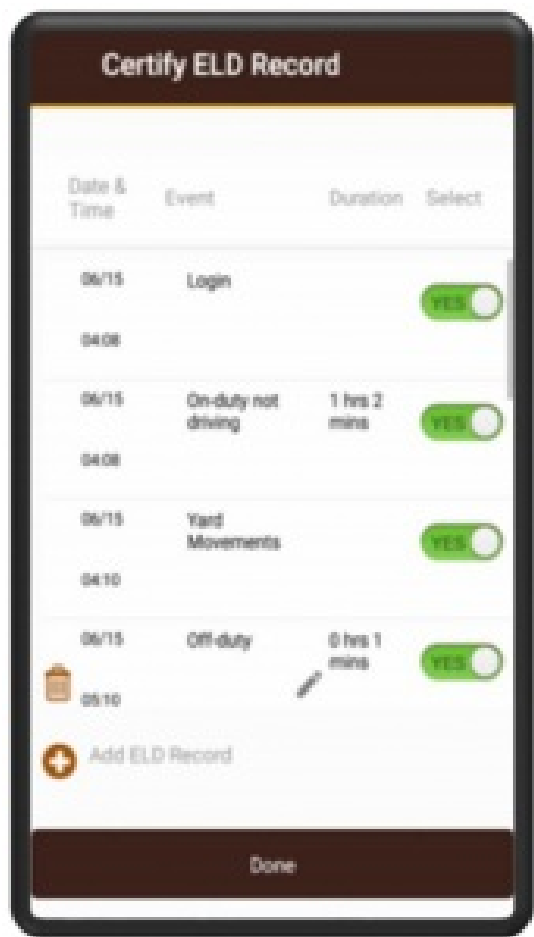 Certify ELD Record
Date & Time Event Duration Select
06/15 Login YES
04:08
06/15 On-duty not driving 1 hrs 2 mins YES
04:08
06/15 Yard Movements YES
04:10
06/15 Off-duty 0 hrs 1 mins YES
05:10
Add ELD Record
Done